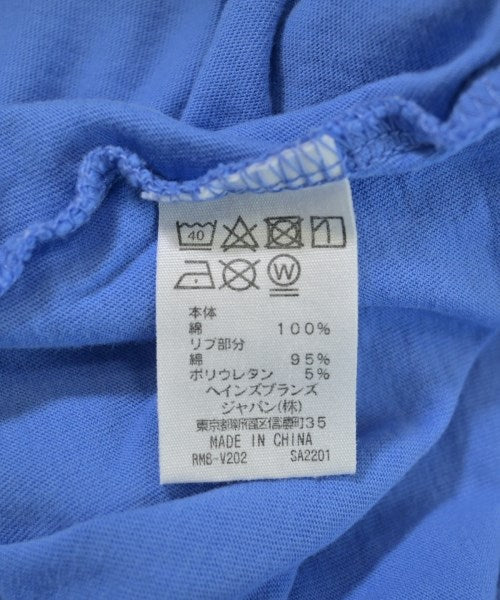 40
W
本体
綿 100%
リブ部分
綿 95%
ポリウレタン 5%
ヘインズブランズ
ジャパン(株)
東京都新宿区信濃町35
MADE IN CHINA
RM8-V202 SA2201